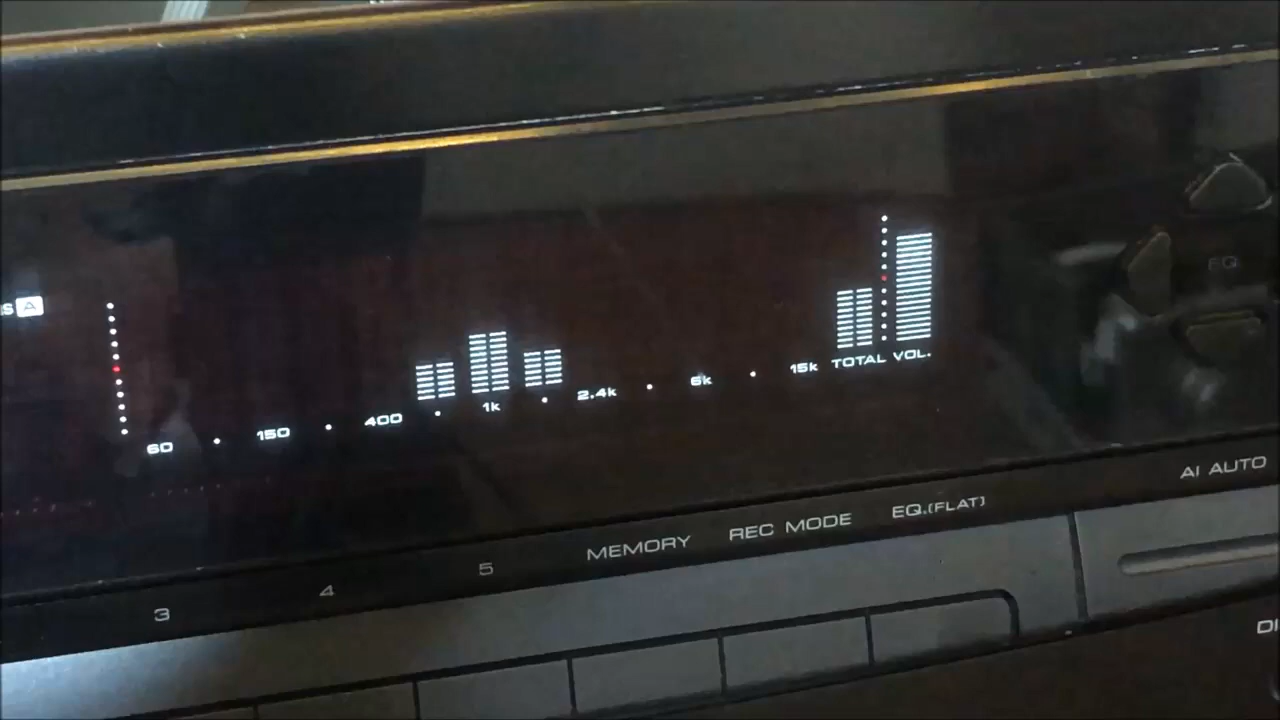 S A
60 · 150 · 400 · 1k · 2.4k · 6k · 15k TOTAL VOL.
EQ
AI AUTO
3 4 5 MEMORY REC MODE EQ.(FLAT)